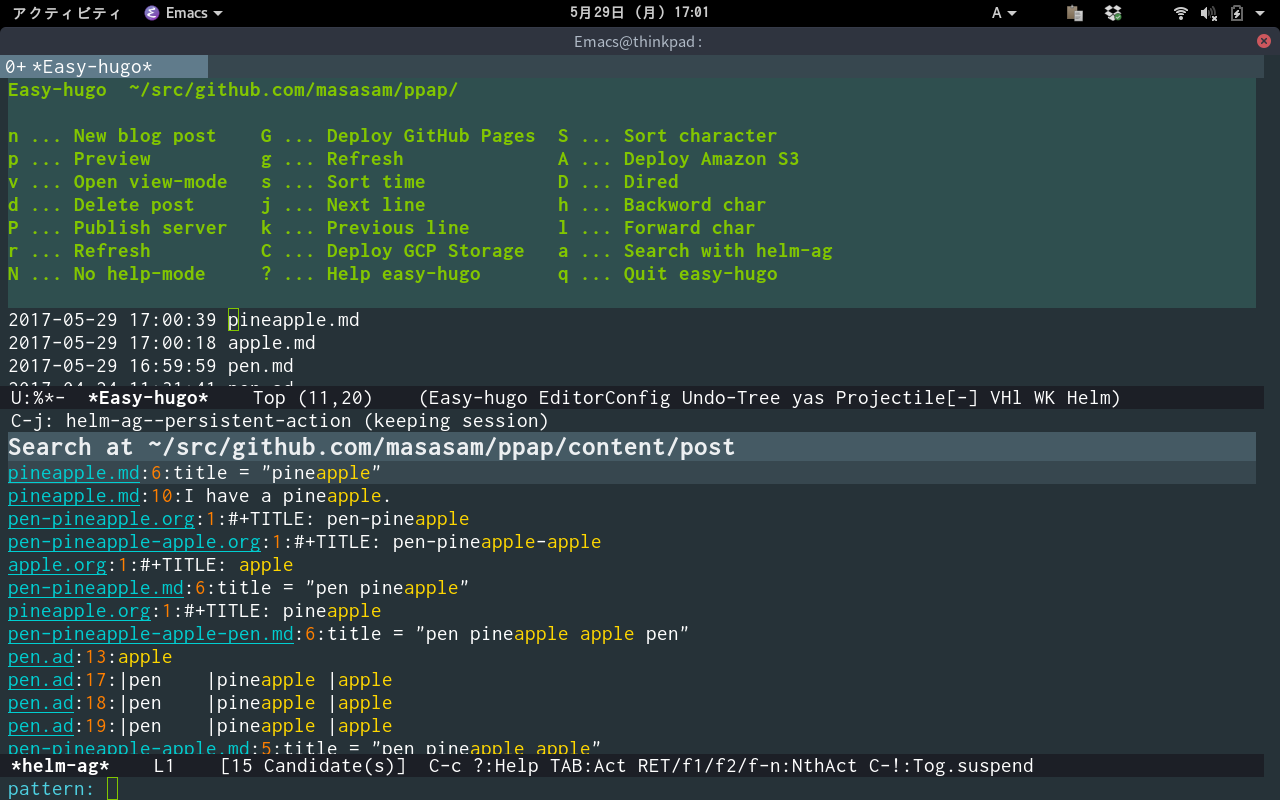 アクティビティ Emacs 5月29日 (月) 17:01 A
Emacs@thinkpad:
0+ *Easy-hugo*
Easy-hugo  ~/src/github.com/masasam/ppap/
n ... New blog post    G ... Deploy GitHub Pages  S ... Sort character
p ... Preview          g ... Refresh              A ... Deploy Amazon S3
v ... Open view-mode   s ... Sort time            D ... Dired
d ... Delete post      j ... Next line            h ... Backword char
P ... Publish server   k ... Previous line        l ... Forward char
r ... Refresh          C ... Deploy GCP Storage   a ... Search with helm-ag
N ... No help-mode     ? ... Help easy-hugo       q ... Quit easy-hugo
2017-05-29 17:00:39 pineapple.md
2017-05-29 17:00:18 apple.md
2017-05-29 16:59:59 pen.md
2017-04-24 11:31:41 pen.ad
U:%*-  *Easy-hugo*    Top (11,20)    (Easy-hugo EditorConfig Undo-Tree yas Projectile[-] VHl WK Helm)
C-j: helm-ag--persistent-action (keeping session)
Search at ~/src/github.com/masasam/ppap/content/post
pineapple.md:6:title = "pineapple"
pineapple.md:10:I have a pineapple.
pen-pineapple.org:1:#+TITLE: pen-pineapple
pen-pineapple-apple.org:1:#+TITLE: pen-pineapple-apple
apple.org:1:#+TITLE: apple
pen-pineapple.md:6:title = "pen pineapple"
pineapple.org:1:#+TITLE: pineapple
pen-pineapple-apple-pen.md:6:title = "pen pineapple apple pen"
pen.ad:13:apple
pen.ad:17:|pen    |pineapple |apple
pen.ad:18:|pen    |pineapple |apple
pen.ad:19:|pen    |pineapple |apple
pen-pineapple-apple.md:5:title = "pen pineapple apple"
*helm-ag*    L1    [15 Candidate(s)]  C-c ?:Help TAB:Act RET/f1/f2/f-n:NthAct C-!:Tog.suspend
pattern: